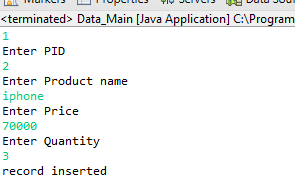 Markers Properties Servers Data Sour
<terminated> Data_Main [Java Application] C:\Program
1
Enter PID
2
Enter Product name
iphone
Enter Price
70000
Enter Quantity
3
record inserted